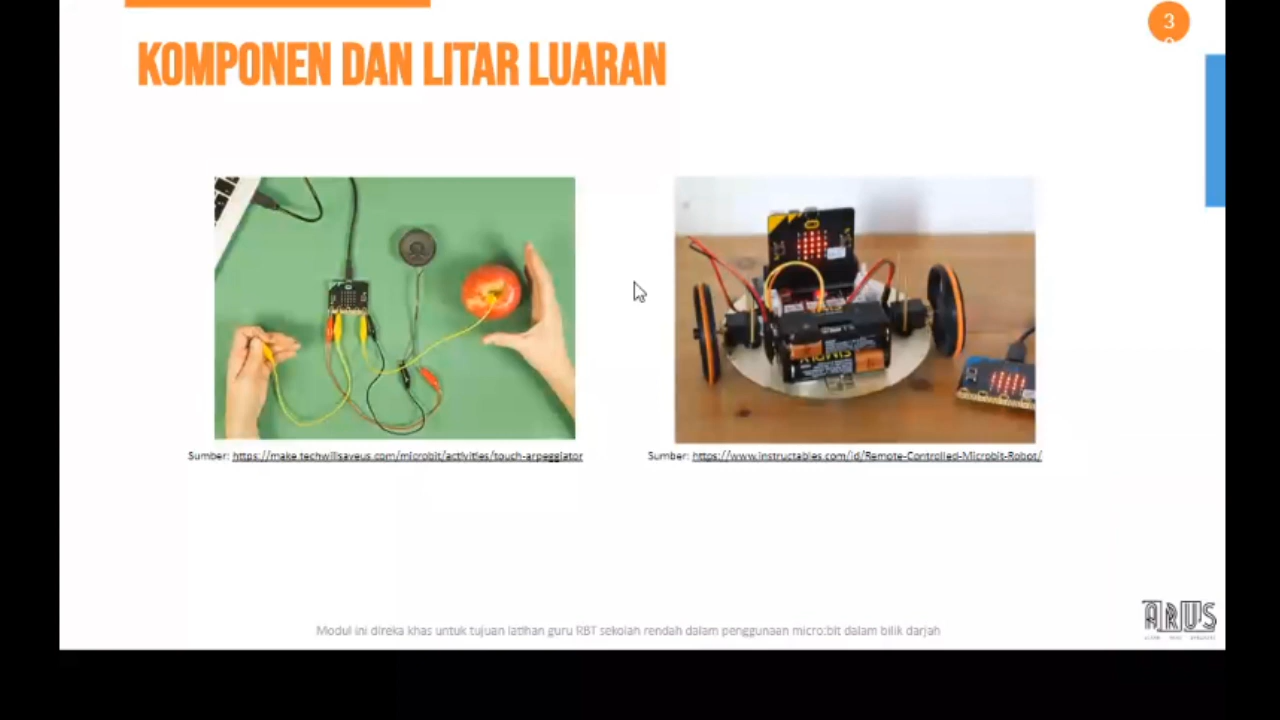 3
KOMPONEN DAN LITAR LUARAN
Sumber: https://make.techwillsaveus.com/microbit/activities/touch-arpeggiator
Sumber: https://www.instructables.com/id/Remote-Controlled-Microbit-Robot/
Modul ini direka khas untuk tujuan latihan guru RBT sekolah rendah dalam penggunaan micro:bit dalam bilik darjah
ARUS